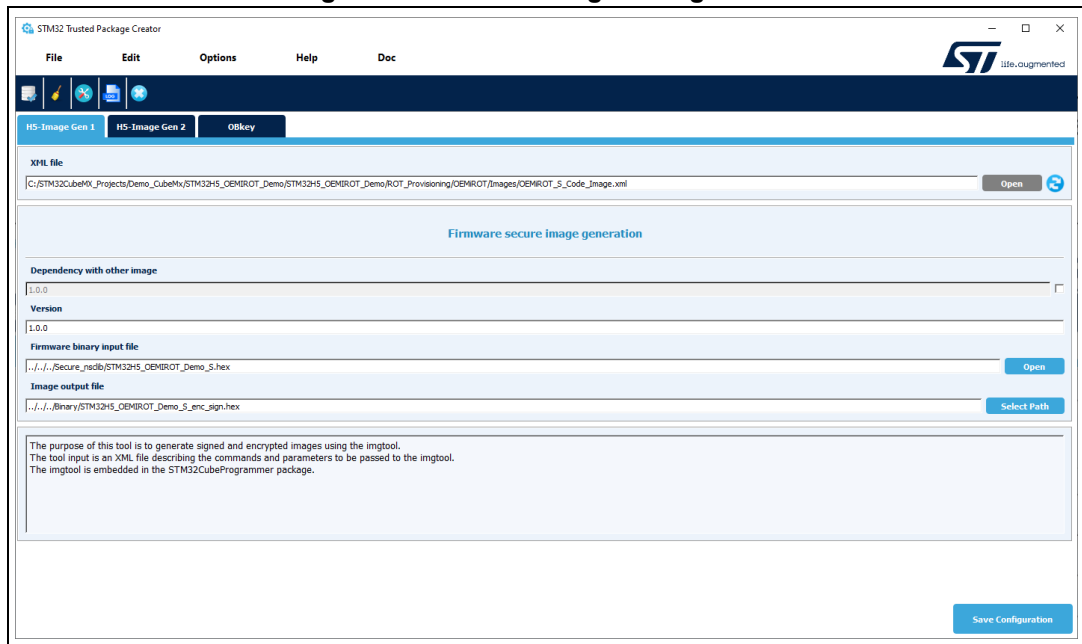 STM32 Trusted Package Creator
File Edit Options Help Doc
ST life.augmented
LOG
H5-Image Gen 1 H5-Image Gen 2 OBkey
XML file
C:/STM32CubeMX_Projects/Demo_CubeMx/STM32H5_OEMIROT_Demo/STM32H5_OEMIROT_Demo/ROT_Provisioning/OEMIROT/Images/OEMIROT_S_Code_Image.xml Open
Firmware secure image generation
Dependency with other image
1.0.0
Version
1.0.0
Firmware binary input file
../../../Secure_nsclib/STM32H5_OEMIROT_Demo_S.hex Open
Image output file
../../../Binary/STM32H5_OEMIROT_Demo_S_enc_sign.hex Select Path
The purpose of this tool is to generate signed and encrypted images using the imgtool.
The tool input is an XML file describing the commands and parameters to be passed to the imgtool.
The imgtool is embedded in the STM32CubeProgrammer package.
Save Configuration